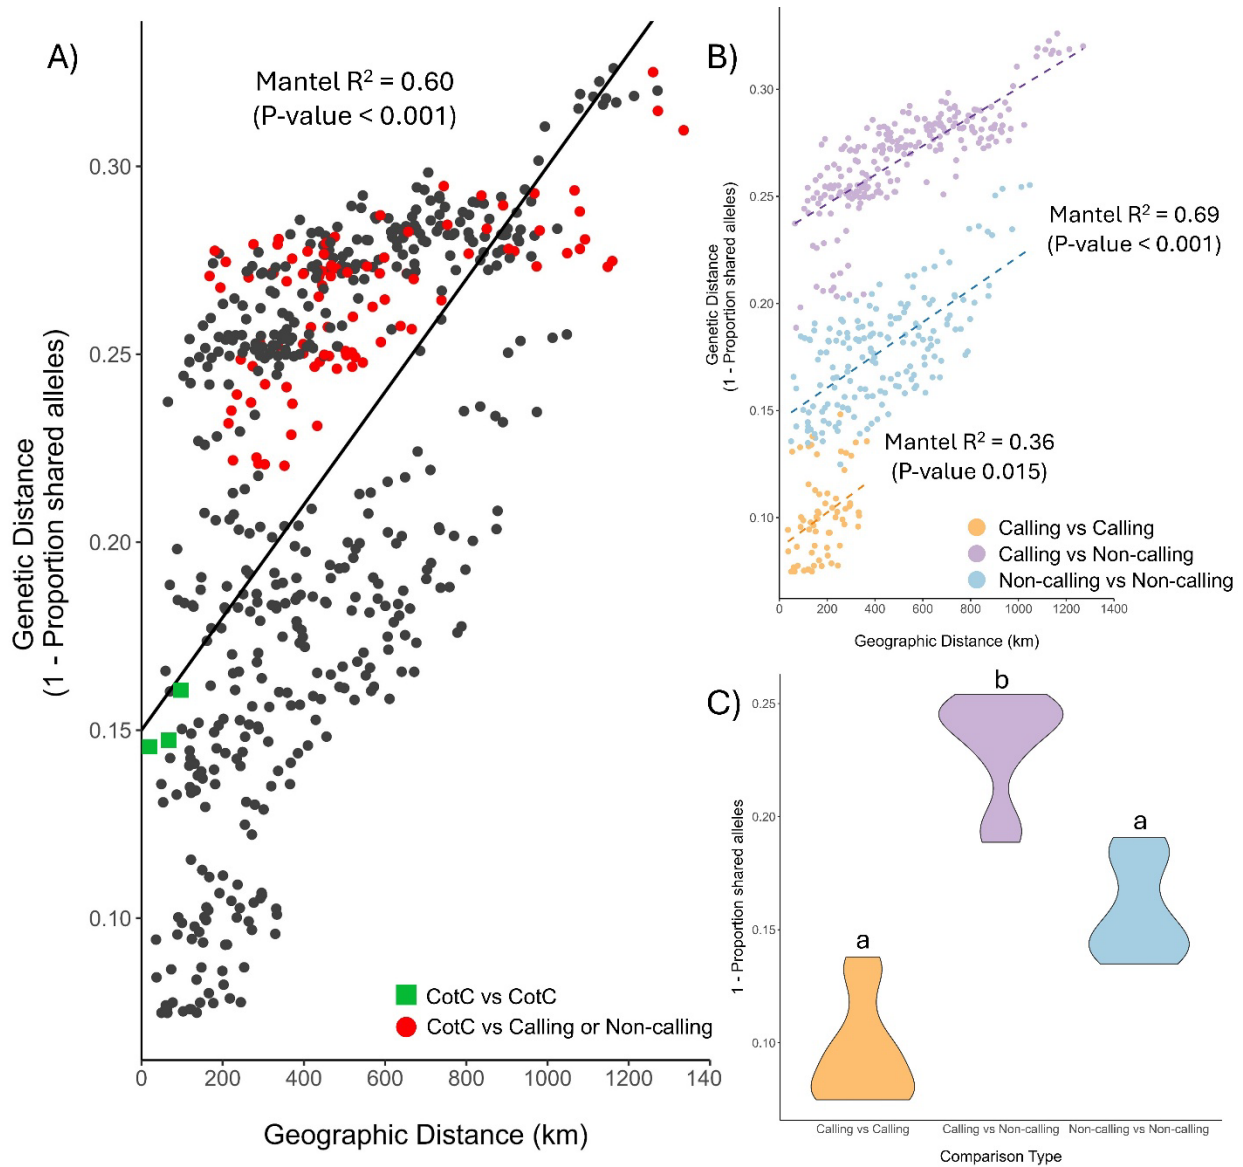 A)
Mantel R² = 0.60
(P-value < 0.001)
0.30
0.25
0.20
0.15
0.10
Genetic Distance
(1 - Proportion shared alleles)
CotC vs CotC
CotC vs Calling or Non-calling
0 200 400 600 800 1000 1200 140
Geographic Distance (km)
B)
0.30
0.25
0.20
0.15
0.10
Genetic Distance
(1 - Proportion shared alleles)
Mantel R² = 0.69
(P-value < 0.001)
Mantel R² = 0.36
(P-value 0.015)
Calling vs Calling
Calling vs Non-calling
Non-calling vs Non-calling
0 200 400 600 800 1000 1200 1400
Geographic Distance (km)
C)
0.25
0.20
0.15
0.10
1 - Proportion shared alleles
a
b
a
Calling vs Calling Calling vs Non-calling Non-calling vs Non-calling
Comparison Type